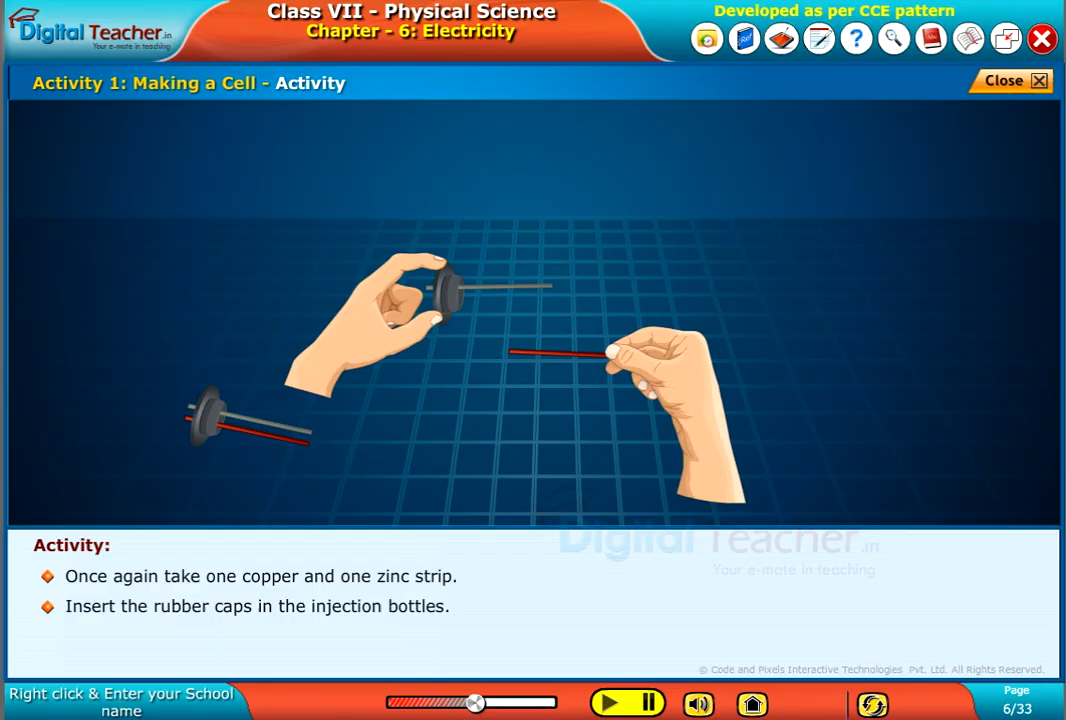 Digital Teacher.in
Your e-mate in teaching
Class VII - Physical Science
Chapter - 6: Electricity
Developed as per CCE pattern
Activity 1: Making a Cell - Activity
Close
Activity:
Once again take one copper and one zinc strip.
Insert the rubber caps in the injection bottles.
Digital Teacher.in
Your e-mate in teaching
© Code and Pixels Interactive Technologies Pvt. Ltd. All Rights Reserved.
Right click & Enter your School
name
Page
6/33